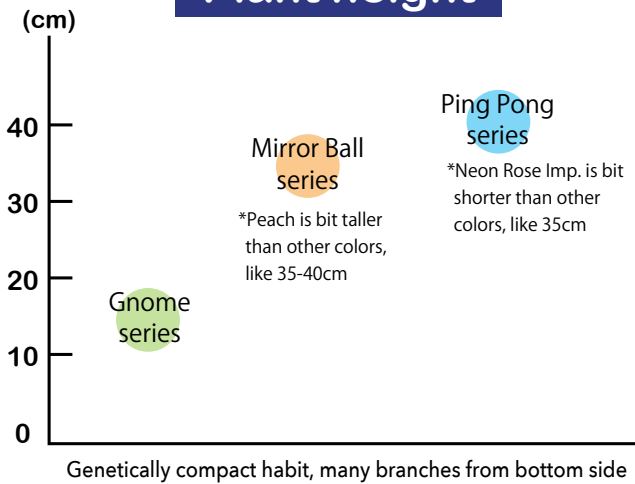 Plant height
(cm)
40
30
20
10
0
Ping Pong
series
*Neon Rose Imp. is bit
shorter than other
colors, like 35cm
Mirror Ball
series
*Peach is bit taller
than other colors,
like 35-40cm
Gnome
series
Genetically compact habit, many branches from bottom side